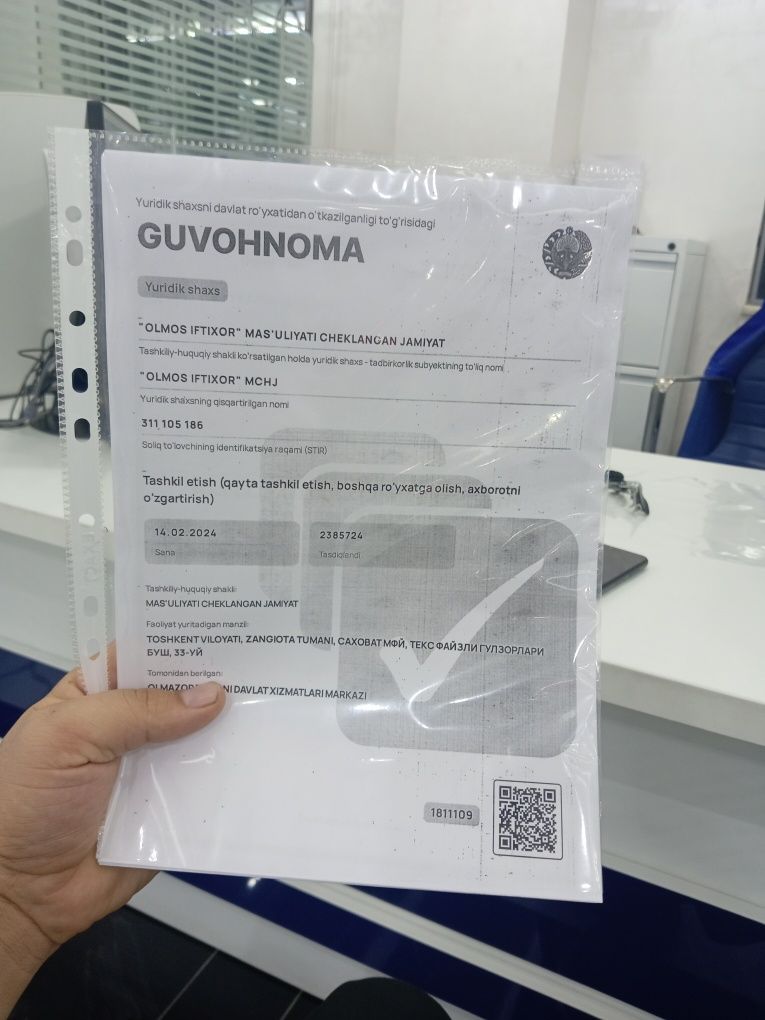 Yuridik shaxsni davlat ro'yxatidan o'tkazilganligi to'g'risidagi
GUVOHNOMA
Yuridik shaxs
"OLMOS IFTIXOR" MAS'ULIYATI CHEKLANGAN JAMIYAT
Tashkiliy-huquqiy shakli ko'rsatilgan holda yuridik shaxs - tadbirkorlik subyektining to'liq nomi
"OLMOS IFTIXOR" MCHJ
Yuridik shaxsning qisqartirilgan nomi
311 105 186
Soliq to'lovchining identifikatsiya raqami (STIR)
Tashkil etish (qayta tashkil etish, boshqa ro'yxatga olish, axborotni
o'zgartirish)
14.02.2024
Sana
2385724
Tasdiqlandi
Tashkiliy-huquqiy shakli:
MAS'ULIYATI CHEKLANGAN JAMIYAT
Faoliyat yuritadigan manzil:
TOSHKENT VILOYATI, ZANGIOTA TUMANI, САХОВАТ МФЙ, ТЕКС ФАЙЗЛИ ГУЛЗОРЛАРИ
БУШ, 33-УЙ
Tomonidan berilgan:
DAVLAT XIZMATLARI MARKAZI
1811109